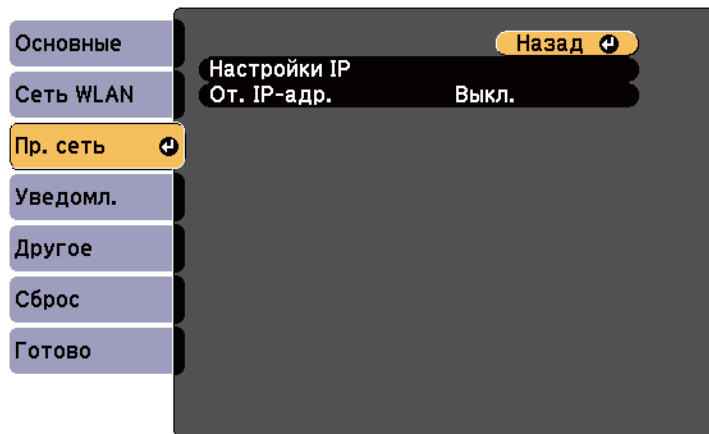 Основные
Сеть WLAN
Пр. сеть
Уведомл.
Другое
Сброс
Готово
Назад
Настройки IP
От. IP-адр. Выкл.